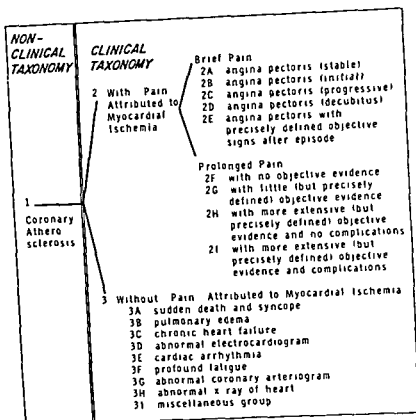 NON-
CLINICAL
TAXONOMY
CLINICAL
TAXONOMY
1
Coronary
Athero
sclerosis
2 With Pain
Attributed to
Myocardial
Ischemia
Brief Pain
2A angina pectoris (stable)
2B angina pectoris (initial)
2C angina pectoris (progressive)
2D angina pectoris (decubitus)
2E angina pectoris with
precisely defined objective
signs after episode
Prolonged Pain
2F with no objective evidence
2G with little (but precisely
defined) objective evidence
2H with more extensive (but
precisely defined) objective
evidence and no complications
2I with more extensive (but
precisely defined) objective
evidence and complications
3 Without Pain Attributed to Myocardial Ischemia
3A sudden death and syncope
3B pulmonary edema
3C chronic heart failure
3D abnormal electrocardiogram
3E cardiac arrhythmia
3F profound fatigue
3G abnormal coronary arteriogram
3H abnormal x ray of heart
3I miscellaneous group